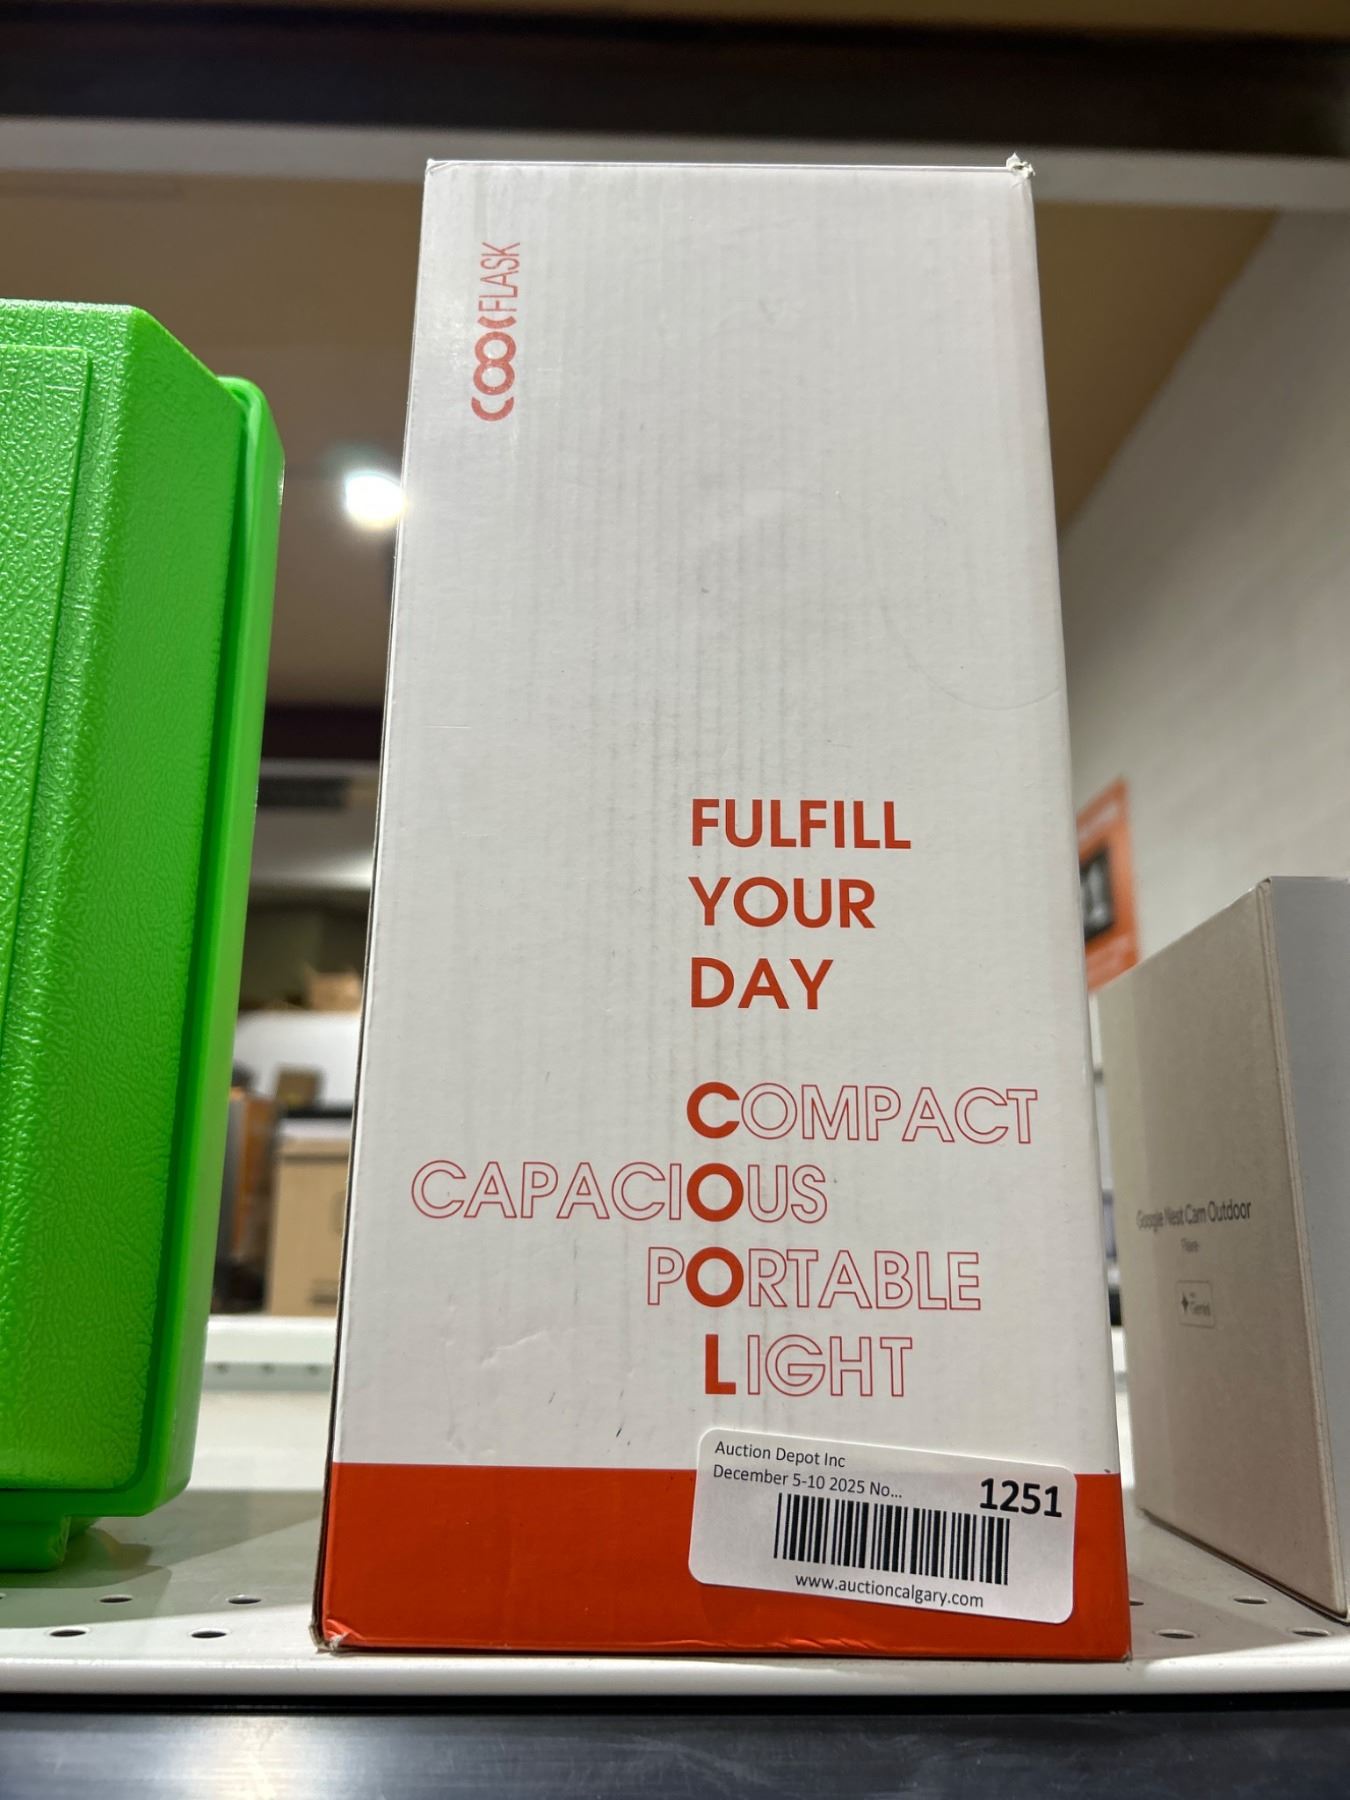 COOLFLASK
FULFILL
YOUR
DAY
COMPACT
CAPACIOUS
PORTABLE
LIGHT
Auction Depot Inc
December 5-10 2025 No...
1251
www.auctioncalgary.com
Google Nest Cam Outdoor